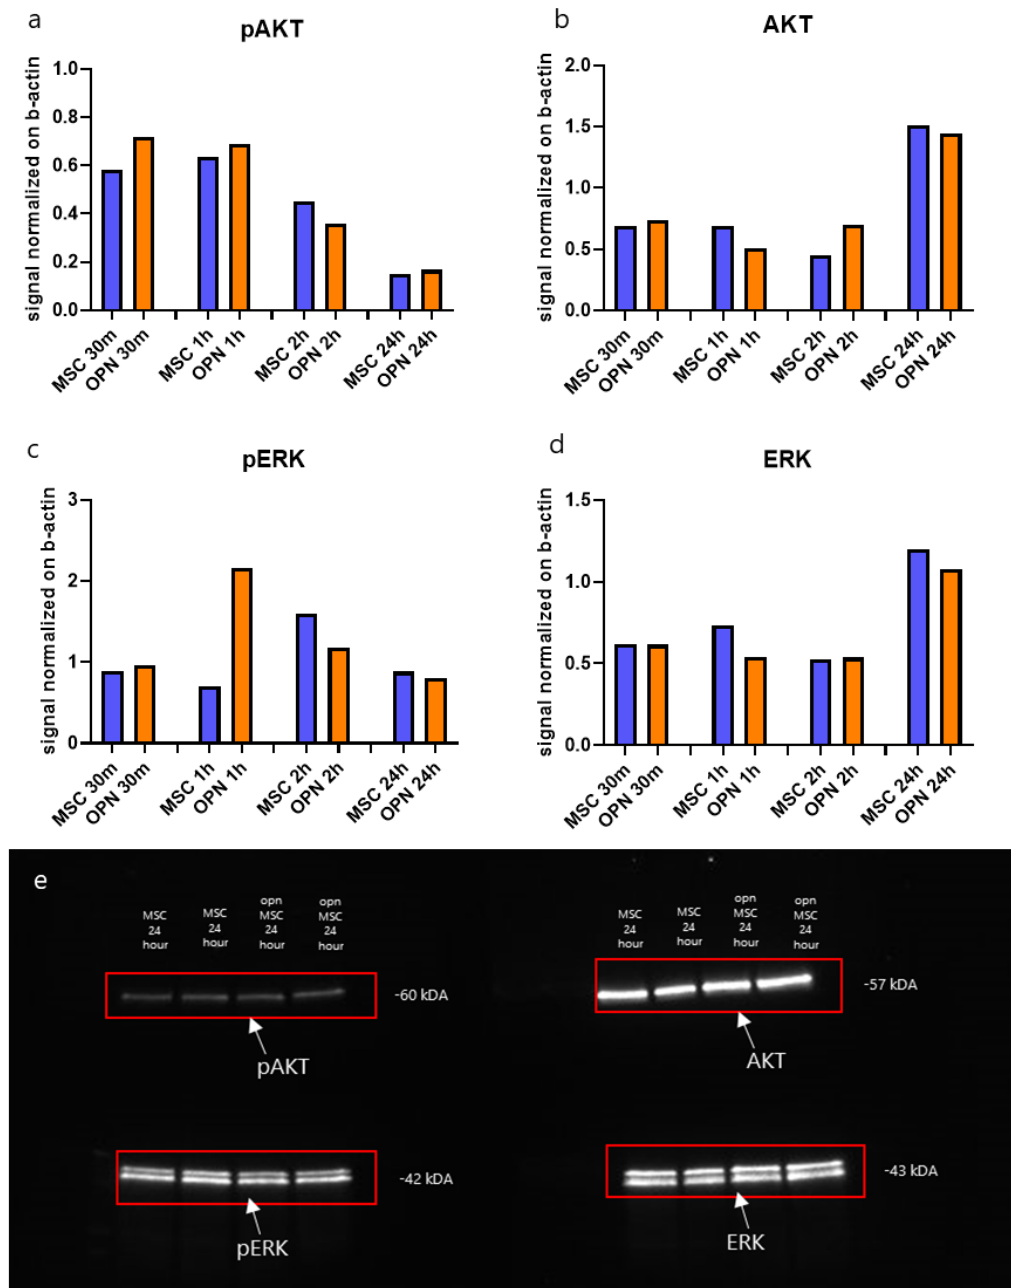 a
pAKT
signal normalized on b-actin
1.0
0.8
0.6
0.4
0.2
0.0
MSC 30m
OPN 30m
MSC 1h
OPN 1h
MSC 2h
OPN 2h
MSC 24h
OPN 24h
b
AKT
signal normalized on b-actin
2.0
1.5
1.0
0.5
0.0
MSC 30m
OPN 30m
MSC 1h
OPN 1h
MSC 2h
OPN 2h
MSC 24h
OPN 24h
c
pERK
signal normalized on b-actin
3
2
1
0
MSC 30m
OPN 30m
MSC 1h
OPN 1h
MSC 2h
OPN 2h
MSC 24h
OPN 24h
d
ERK
signal normalized on b-actin
1.5
1.0
0.5
0.0
MSC 30m
OPN 30m
MSC 1h
OPN 1h
MSC 2h
OPN 2h
MSC 24h
OPN 24h
e
MSC
24
hour
MSC
24
hour
opn
MSC
24
hour
opn
MSC
24
hour
-60 kDA
pAKT
MSC
24
hour
MSC
24
hour
opn
MSC
24
hour
opn
MSC
24
hour
-57 kDA
AKT
-42 kDA
pERK
-43 kDA
ERK